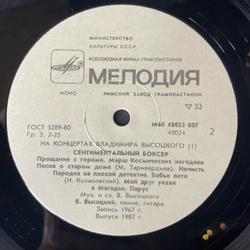 МИНИСТЕРСТВО
КУЛЬТУРЫ СССР
ВСЕСОЮЗНАЯ ФИРМА ГРАМПЛАСТИНОК
МЕЛОДИЯ
МОНО
РИЖСКИЙ ЗАВОД ГРАМПЛАСТИНОК
33
ГОСТ 5289-80
Гр. 3. 2-25
М60 48023 007
48024
2
НА КОНЦЕРТАХ ВЛАДИМИРА ВЫСОЦКОГО (1)
СЕНТИМЕНТАЛЬНЫЙ БОКСЕР
Прощание с горами. Марш Космических негодяев
Песня о старом доме (М. Таривердиев). Нечисть
Пародия на плохой детектив. Бабье лето
(И. Кохановский). Мой друг уехал
в Магадан. Парус
Муз. и сл. В. Высоцкого
В. Высоцкий, пение, гитара
Запись 1967 г.
Выпуск 1987 г.